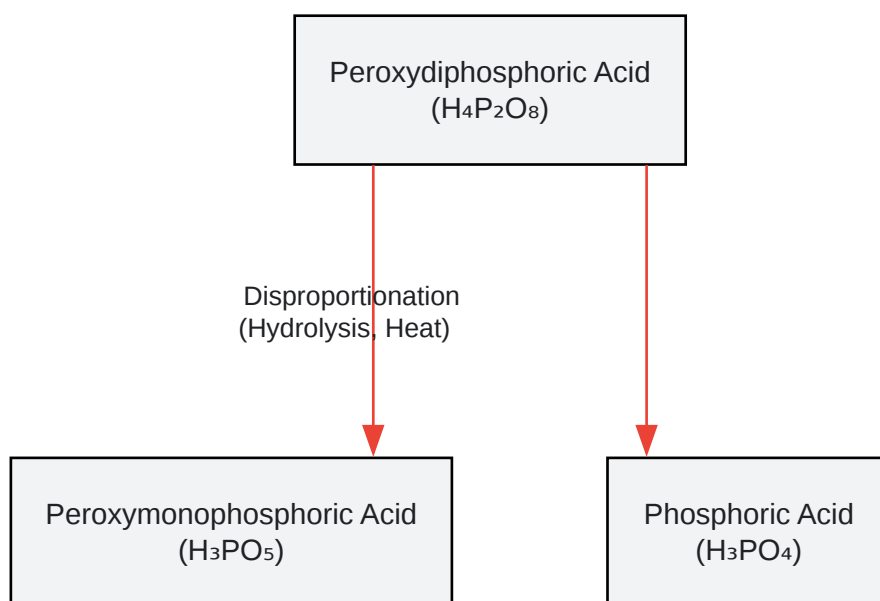 Peroxydiphosphoric Acid
(H₄P₂O₈)
Disproportionation
(Hydrolysis, Heat)
Peroxymonophosphoric Acid
(H₃PO₅)
Phosphoric Acid
(H₃PO₄)